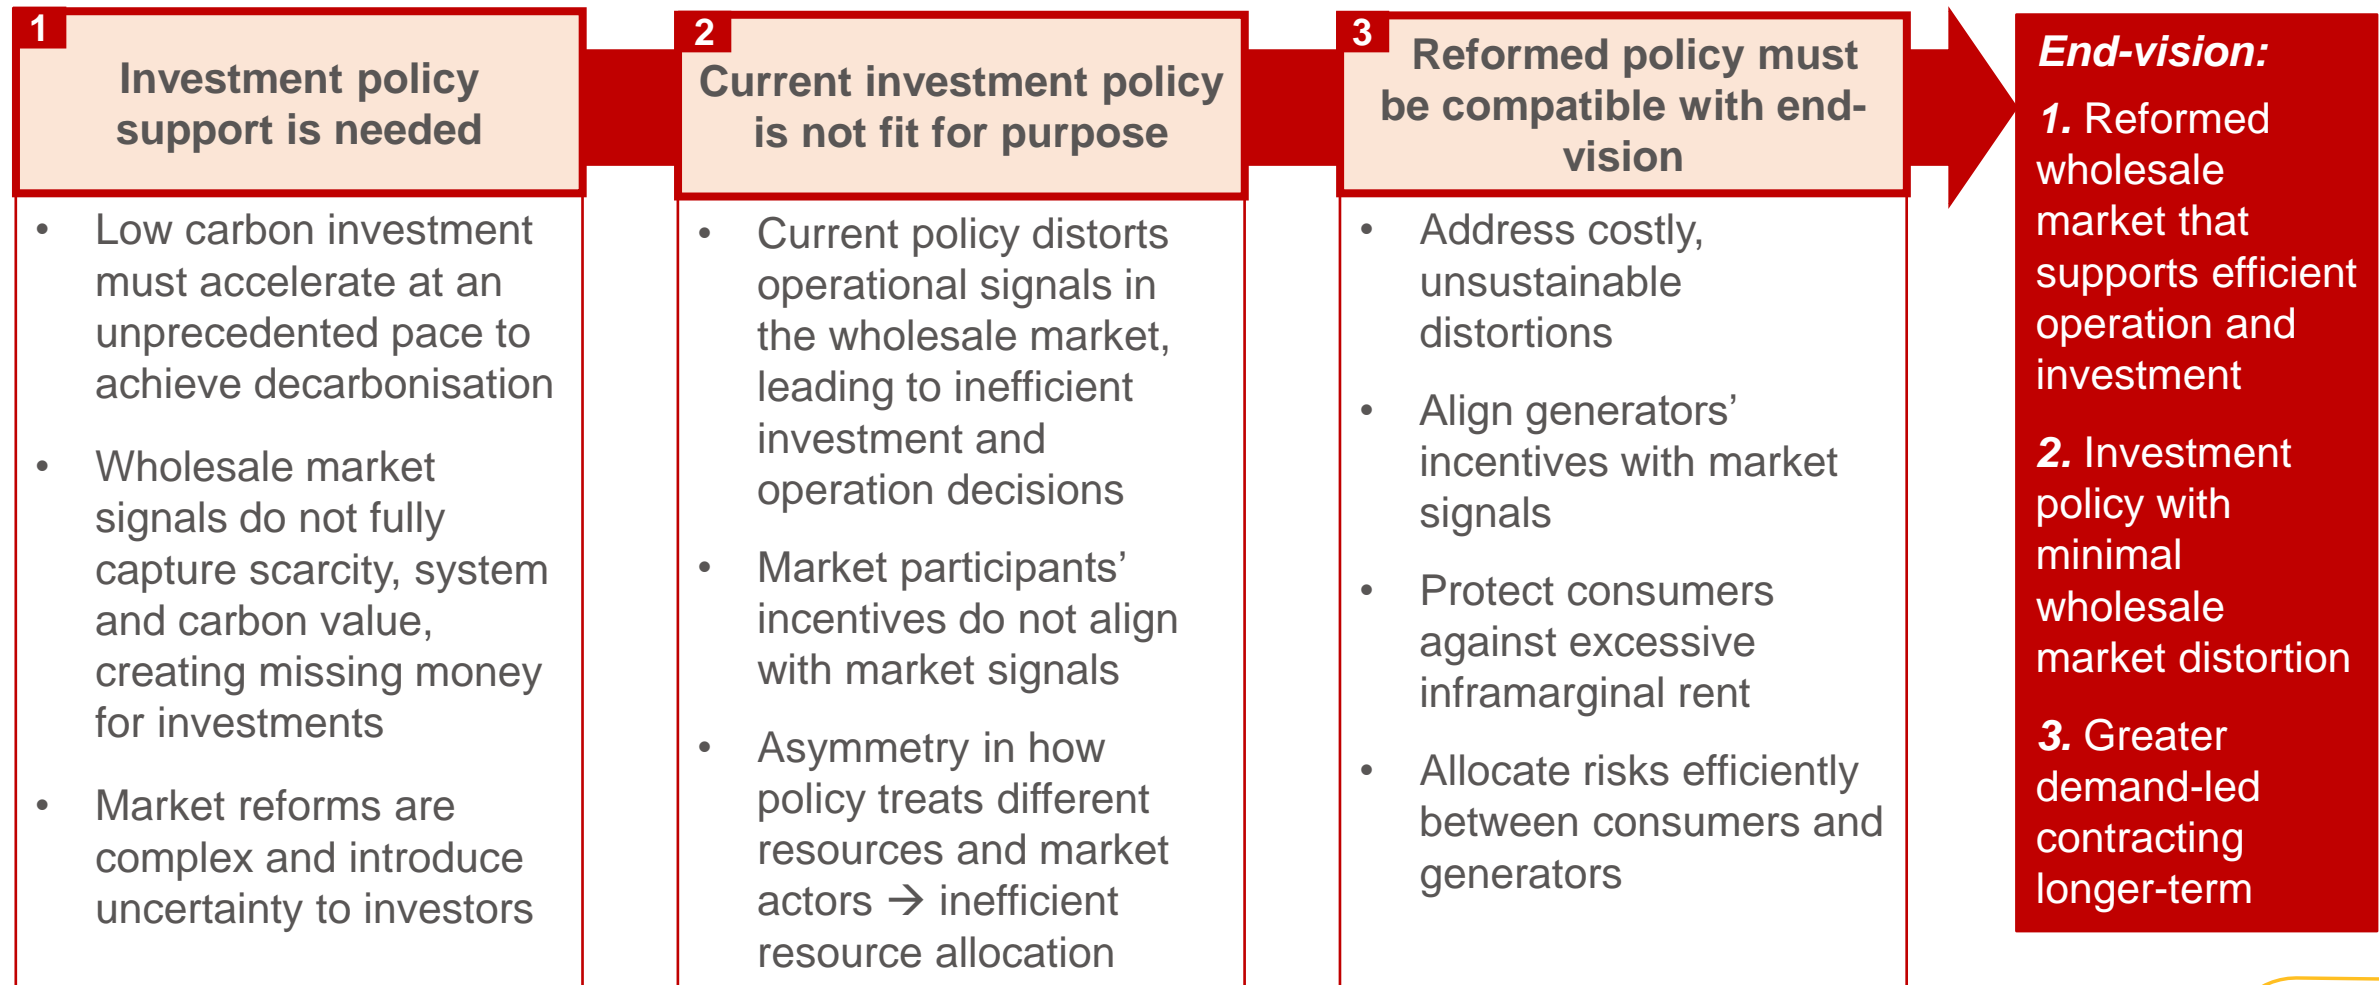 1
Investment policy
support is needed
• Low carbon investment
must accelerate at an
unprecedented pace to
achieve decarbonisation
• Wholesale market
signals do not fully
capture scarcity, system
and carbon value,
creating missing money
for investments
• Market reforms are
complex and introduce
uncertainty to investors
2
Current investment policy
is not fit for purpose
• Current policy distorts
operational signals in
the wholesale market,
leading to inefficient
investment and
operation decisions
• Market participants’
incentives do not align
with market signals
• Asymmetry in how
policy treats different
resources and market
actors → inefficient
resource allocation
3
Reformed policy must
be compatible with end-
vision
• Address costly,
unsustainable
distortions
• Align generators’
incentives with market
signals
• Protect consumers
against excessive
inframarginal rent
• Allocate risks efficiently
between consumers and
generators
End-vision:
1. Reformed
wholesale
market that
supports efficient
operation and
investment
2. Investment
policy with
minimal
wholesale
market distortion
3. Greater
demand-led
contracting
longer-term